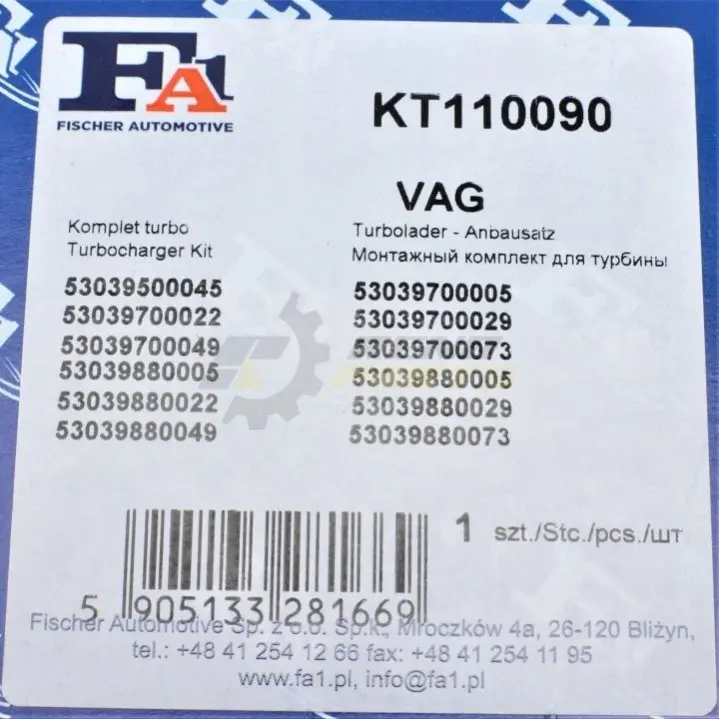 FA1
FISCHER AUTOMOTIVE
KT110090
VAG
Komplet turbo
Turbocharger Kit
Turbolader - Anbausatz
Монтажный комплект для турбины
53039500045
53039700022
53039700049
53039880005
53039880022
53039880049
53039700005
53039700029
53039700073
53039880005
53039880029
53039880073
1 szt./Stc./pcs./шт
5 905133 281669
Fischer Automotive Sp. z o.o. Sp.k., Mroczków 4a, 26-120 Bliżyn,
tel.: +48 41 254 12 66 fax: +48 41 254 11 95
www.fa1.pl, info@fa1.pl